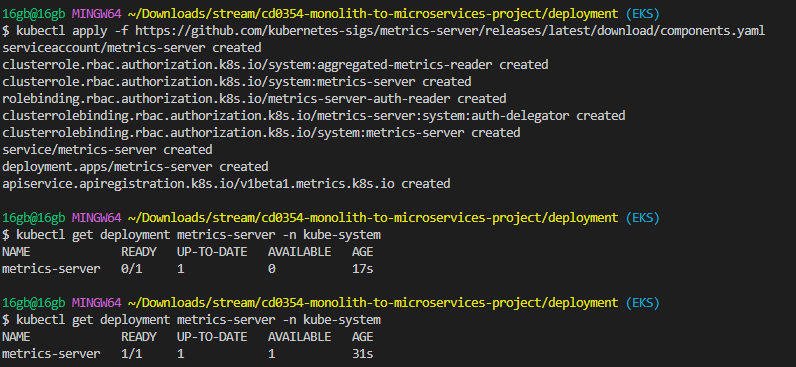 16gb@16gb MINGW64 ~/Downloads/stream/cd0354-monolith-to-microservices-project/deployment (EKS)
$ kubectl apply -f https://github.com/kubernetes-sigs/metrics-server/releases/latest/download/components.yaml
serviceaccount/metrics-server created
clusterrole.rbac.authorization.k8s.io/system:aggregated-metrics-reader created
clusterrole.rbac.authorization.k8s.io/system:metrics-server created
rolebinding.rbac.authorization.k8s.io/metrics-server-auth-reader created
clusterrolebinding.rbac.authorization.k8s.io/metrics-server:system:auth-delegator created
clusterrolebinding.rbac.authorization.k8s.io/system:metrics-server created
service/metrics-server created
deployment.apps/metrics-server created
apiservice.apiregistration.k8s.io/v1beta1.metrics.k8s.io created
16gb@16gb MINGW64 ~/Downloads/stream/cd0354-monolith-to-microservices-project/deployment (EKS)
$ kubectl get deployment metrics-server -n kube-system
NAME READY UP-TO-DATE AVAILABLE AGE
metrics-server 0/1 1 0 17s
16gb@16gb MINGW64 ~/Downloads/stream/cd0354-monolith-to-microservices-project/deployment (EKS)
$ kubectl get deployment metrics-server -n kube-system
NAME READY UP-TO-DATE AVAILABLE AGE
metrics-server 1/1 1 1 31s